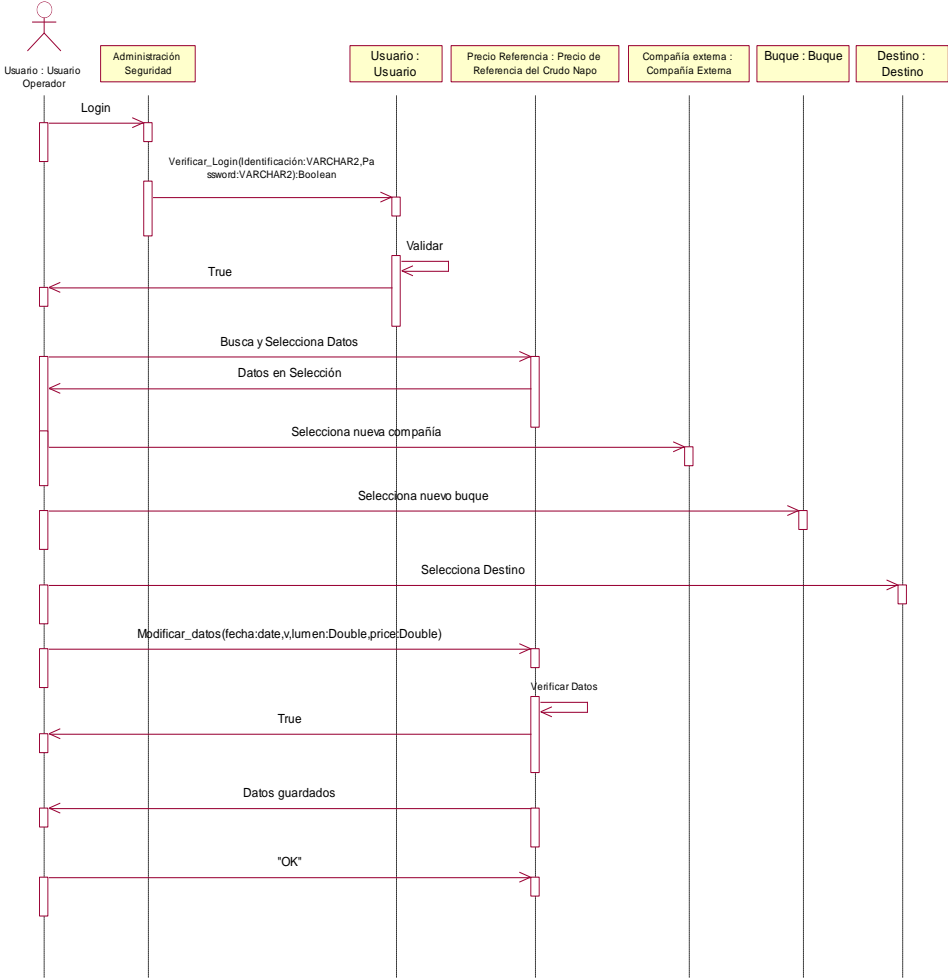 Usuario : Usuario
Operador
Administración
Seguridad
Usuario :
Usuario
Precio Referencia : Precio de
Referencia del Crudo Napo
Compañía externa :
Compañía Externa
Buque : Buque
Destino :
Destino
Login
Verificar_Login(Identificación:VARCHAR2,Pa
ssword:VARCHAR2):Boolean
Validar
True
Busca y Selecciona Datos
Datos en Selección
Selecciona nueva compañía
Selecciona nuevo buque
Selecciona Destino
Modificar_datos(fecha:date,v,lumen:Double,price:Double)
Verificar Datos
True
Datos guardados
"OK"